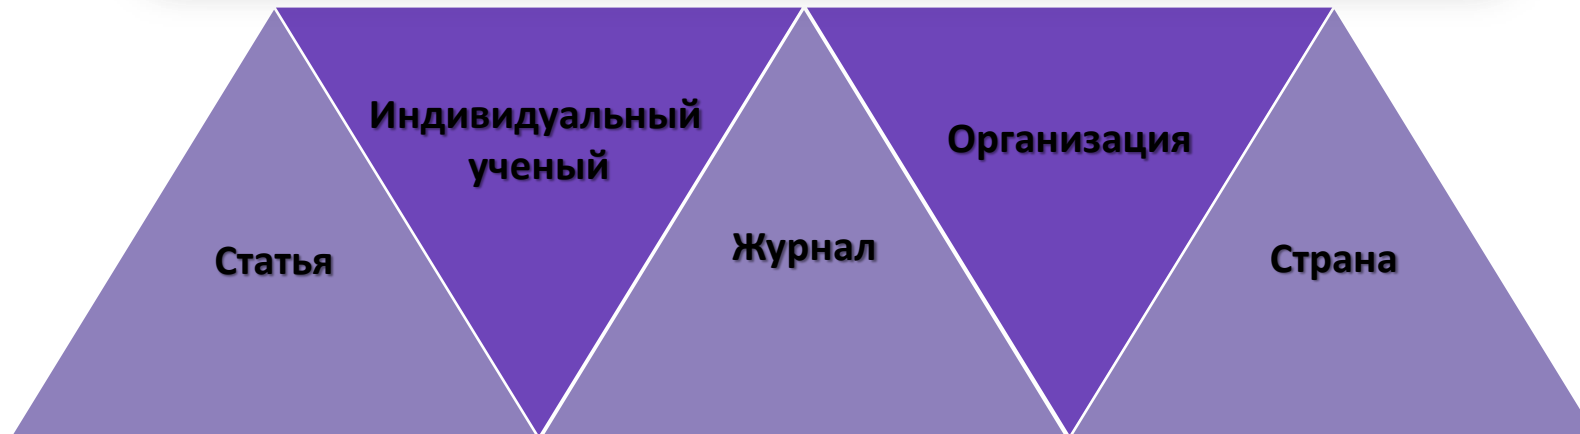 Статья
Индивидуальный
ученый
Журнал
Организация
Страна